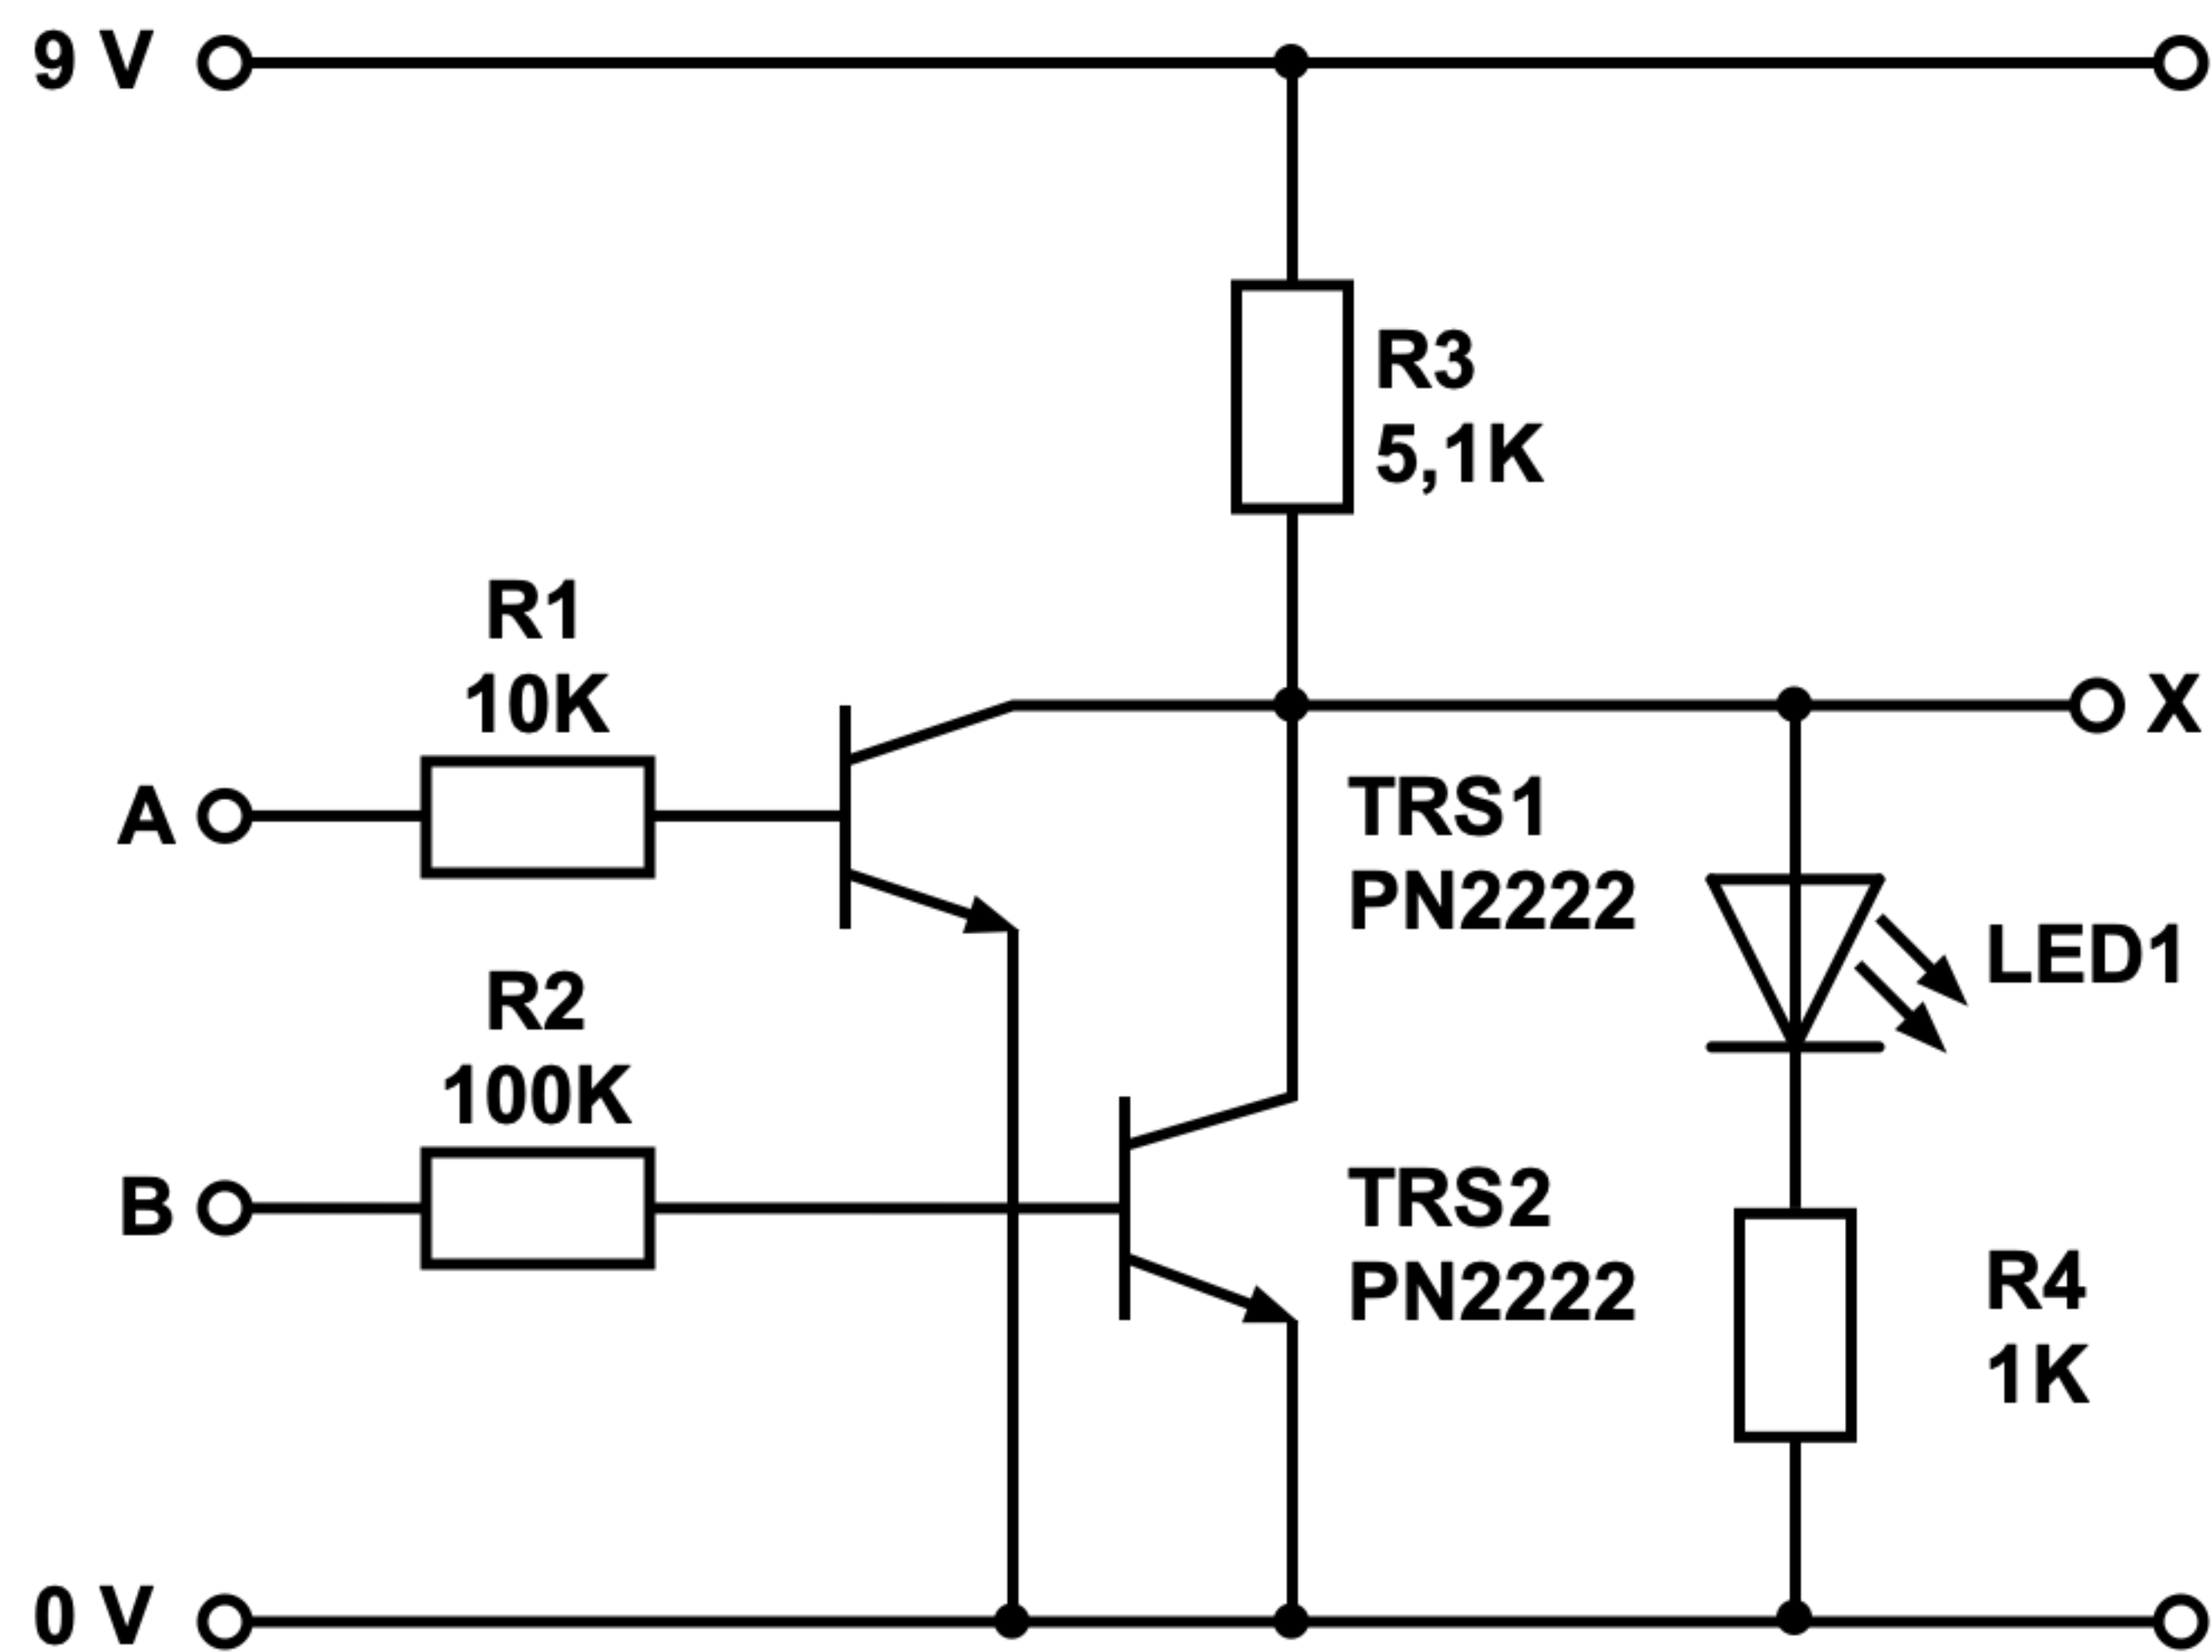 9 V
R3
5,1K
R1
10K
X
A
TRS1
PN2222
LED1
R2
100K
B
TRS2
PN2222
R4
1K
0 V